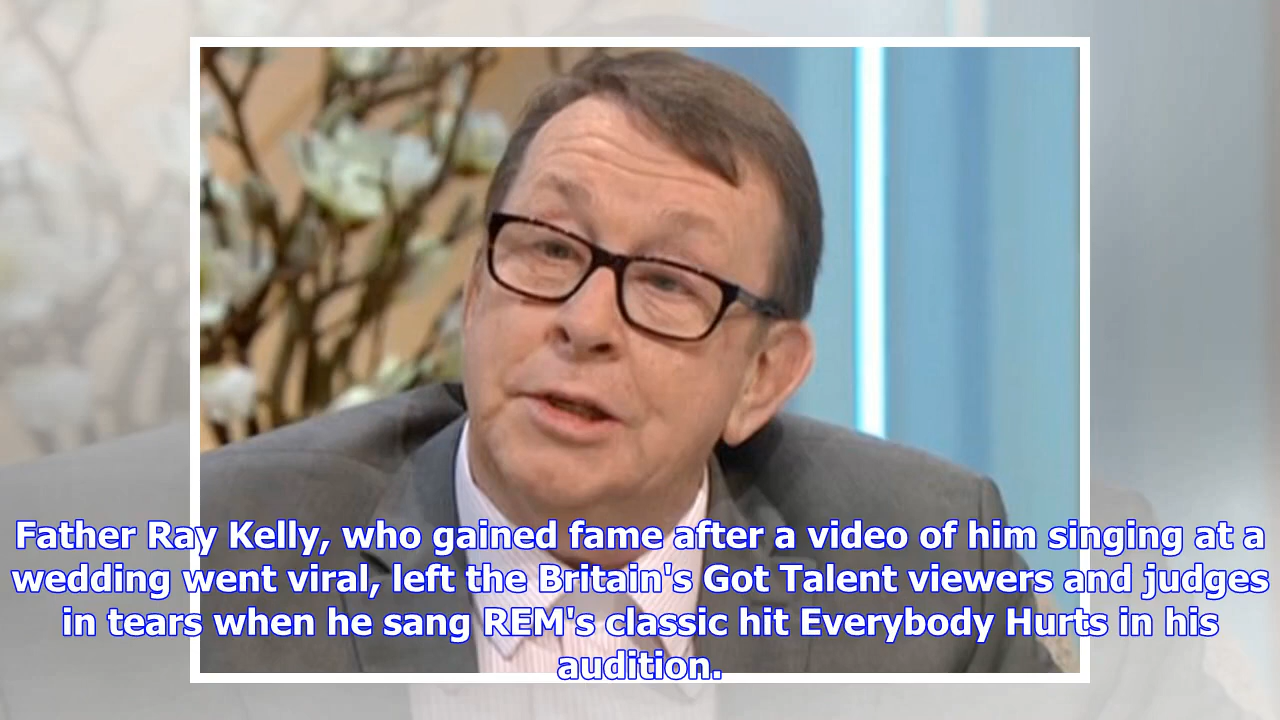 Father Ray Kelly, who gained fame after a video of him singing at a
wedding went viral, left the Britain's Got Talent viewers and judges
in tears when he sang REM's classic hit Everybody Hurts in his
audition.